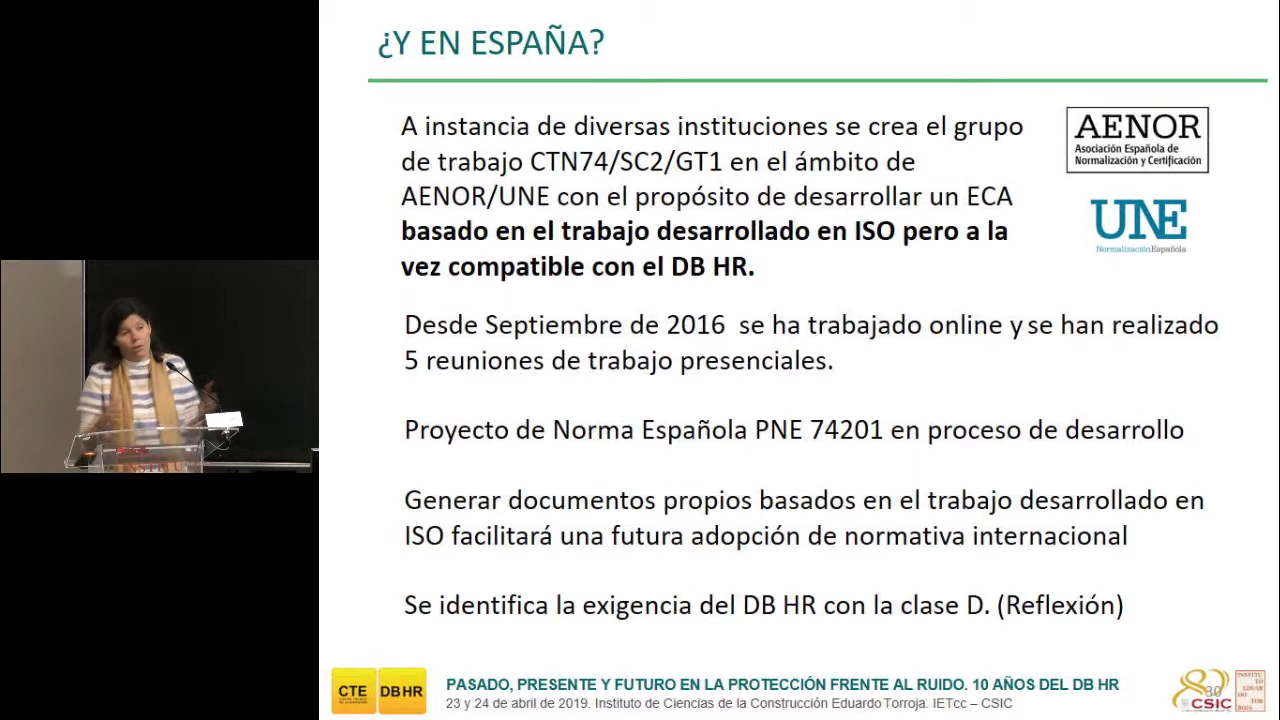 ¿Y EN ESPAÑA?
A instancia de diversas instituciones se crea el grupo
de trabajo CTN74/SC2/GT1 en el ámbito de
AENOR/UNE con el propósito de desarrollar un ECA
basado en el trabajo desarrollado en ISO pero a la
vez compatible con el DB HR.
AENOR
Asociación Española de
Normalización y Certificación
UNE
NormalizaciónEspañola
Desde Septiembre de 2016 se ha trabajado online y se han realizado
5 reuniones de trabajo presenciales.
Proyecto de Norma Española PNE 74201 en proceso de desarrollo
Generar documentos propios basados en el trabajo desarrollado en
ISO facilitará una futura adopción de normativa internacional
Se identifica la exigencia del DB HR con la clase D. (Reflexión)
CTE
DB HR
PASADO, PRESENTE Y FUTURO EN LA PROTECCIÓN FRENTE AL RUIDO. 10 AÑOS DEL DB HR
23 y 24 de abril de 2019. Instituto de Ciencias de la Construcción Eduardo Torroja. IETcc – CSIC
30
CSIC